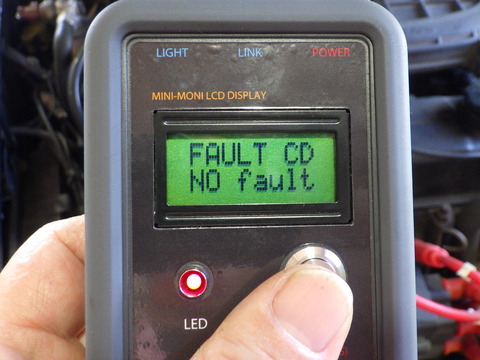 LIGHT LINK POWER
MINI-MONI LCD DISPLAY
FAULT CD
NO fault
LED